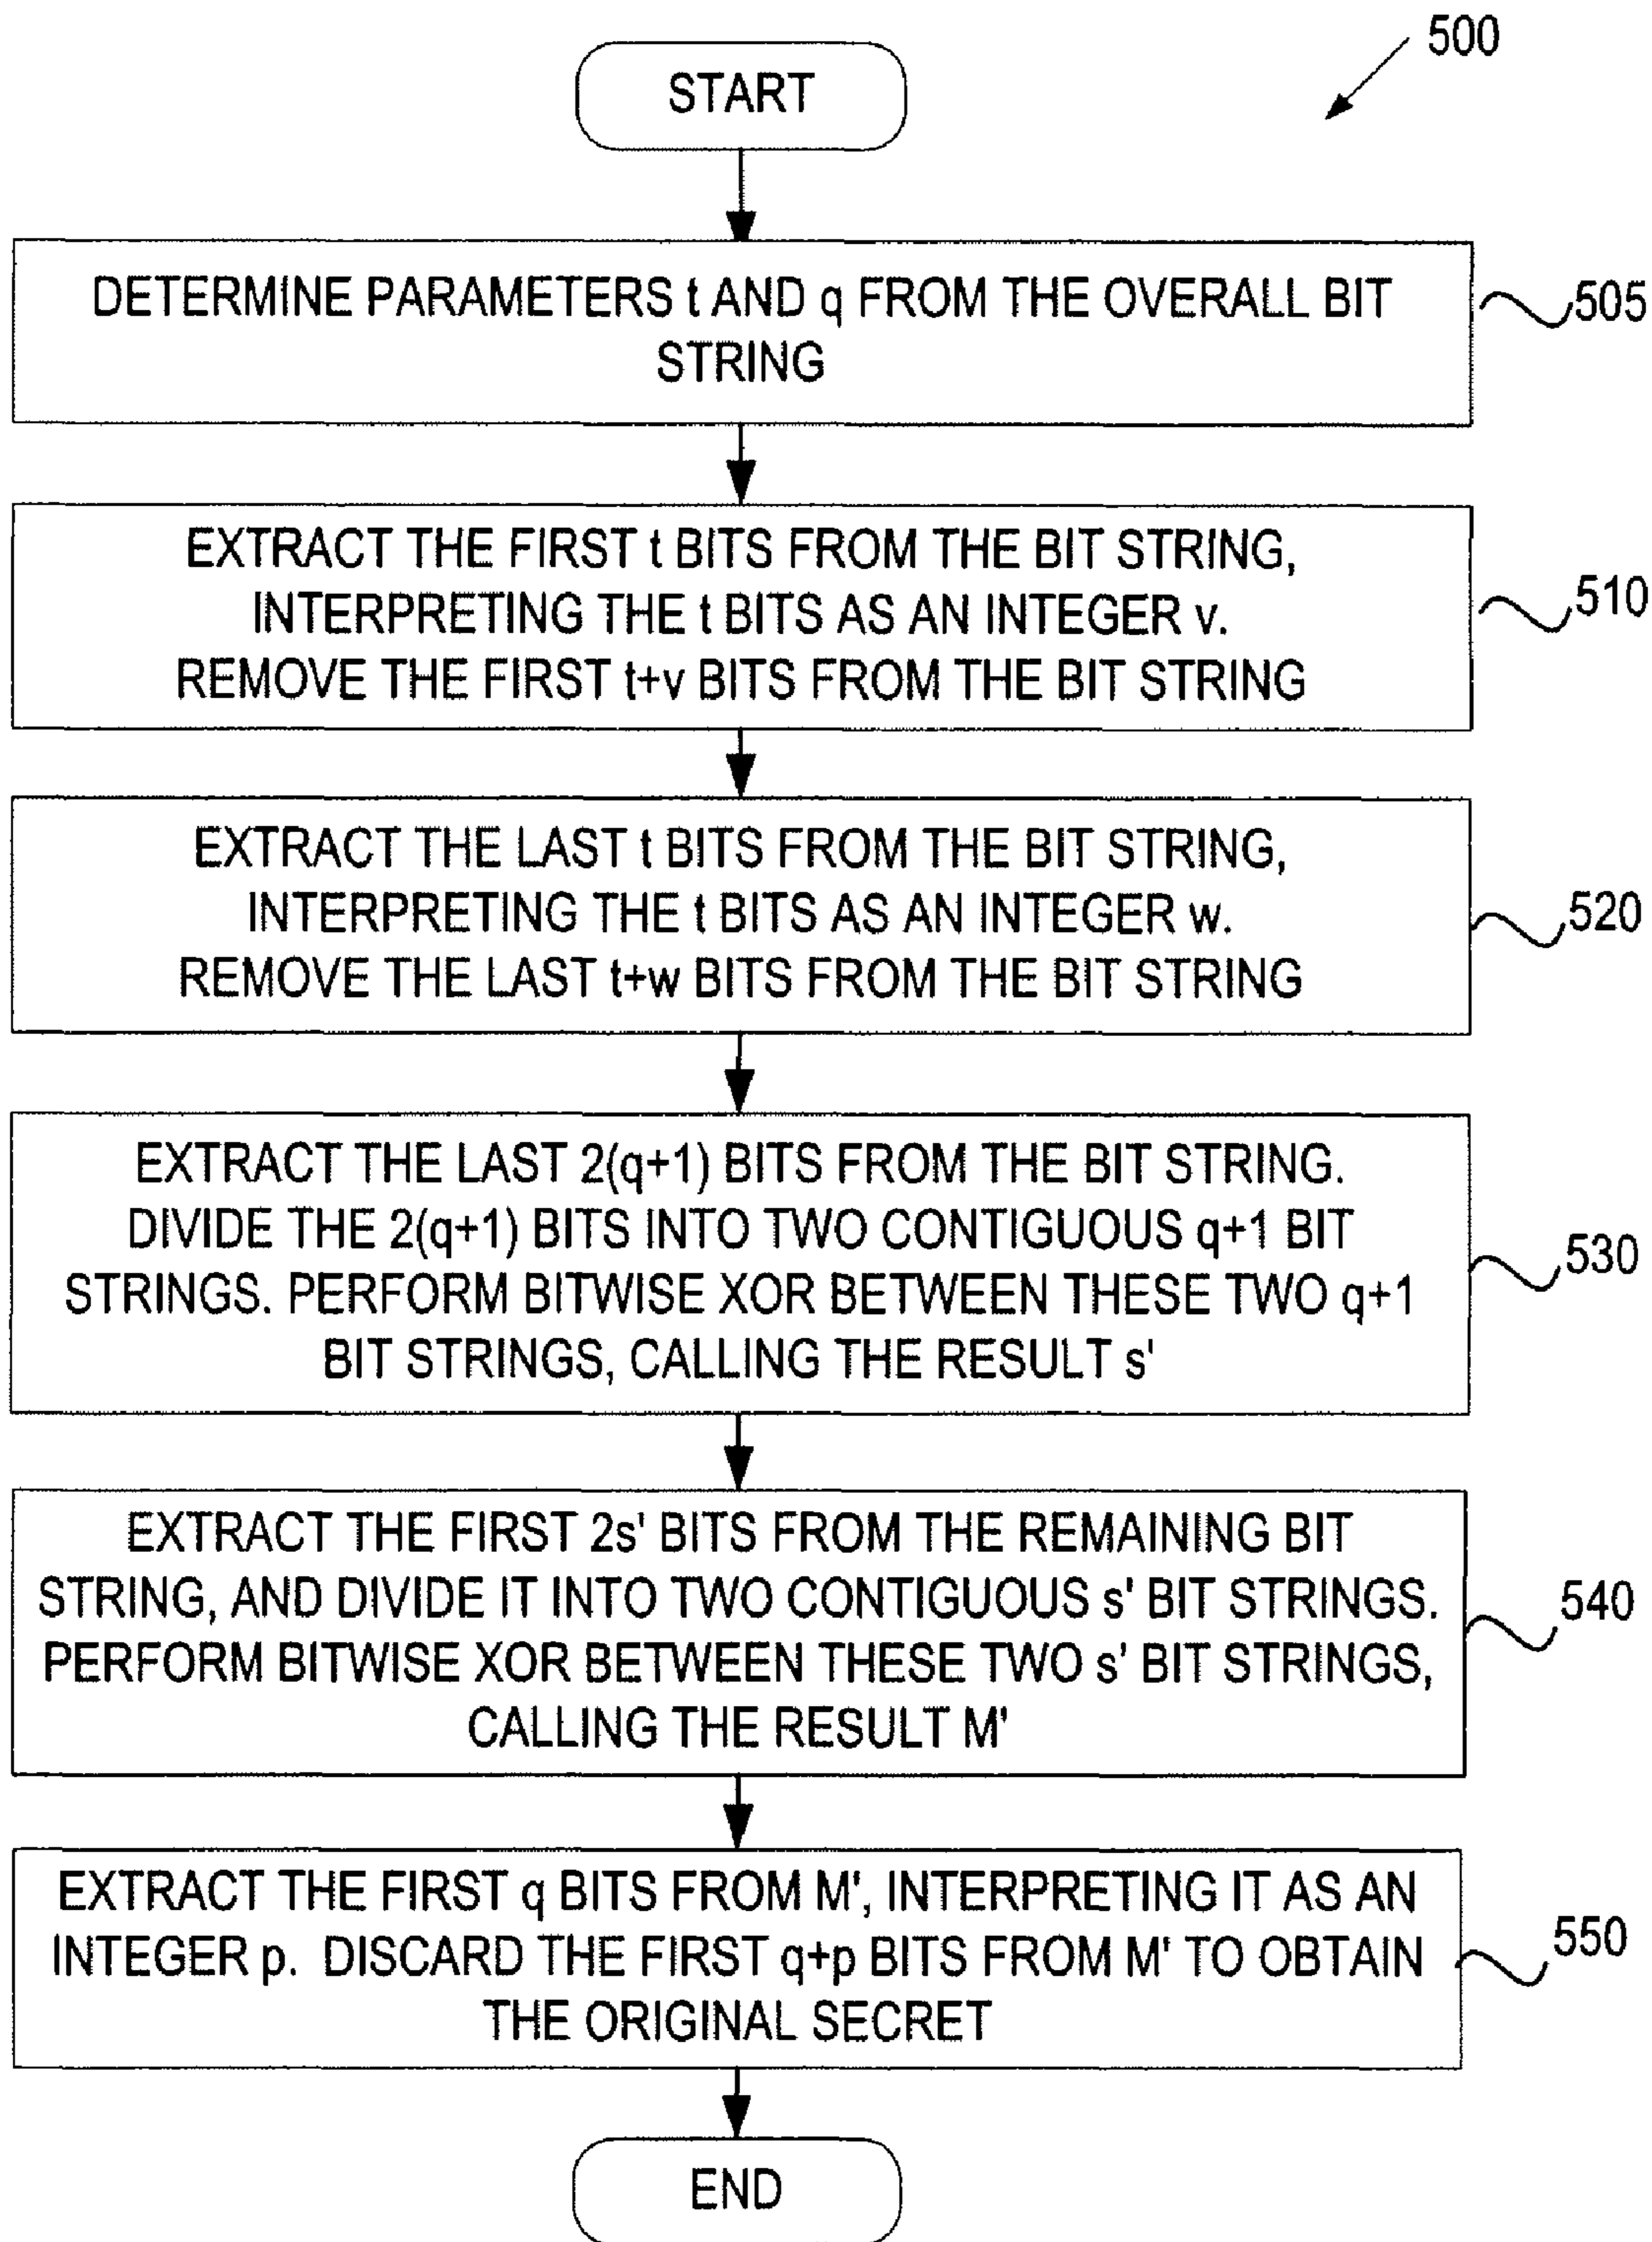 500
START
DETERMINE PARAMETERS t AND q FROM THE OVERALL BIT
STRING
505
EXTRACT THE FIRST t BITS FROM THE BIT STRING,
INTERPRETING THE t BITS AS AN INTEGER v.
REMOVE THE FIRST t+v BITS FROM THE BIT STRING
510
EXTRACT THE LAST t BITS FROM THE BIT STRING,
INTERPRETING THE t BITS AS AN INTEGER w.
REMOVE THE LAST t+w BITS FROM THE BIT STRING
520
EXTRACT THE LAST 2(q+1) BITS FROM THE BIT STRING.
DIVIDE THE 2(q+1) BITS INTO TWO CONTIGUOUS q+1 BIT
STRINGS. PERFORM BITWISE XOR BETWEEN THESE TWO q+1
BIT STRINGS, CALLING THE RESULT s'
530
EXTRACT THE FIRST 2s' BITS FROM THE REMAINING BIT
STRING, AND DIVIDE IT INTO TWO CONTIGUOUS s' BIT STRINGS.
PERFORM BITWISE XOR BETWEEN THESE TWO s' BIT STRINGS,
CALLING THE RESULT M'
540
EXTRACT THE FIRST q BITS FROM M', INTERPRETING IT AS AN
INTEGER p. DISCARD THE FIRST q+p BITS FROM M' TO OBTAIN
THE ORIGINAL SECRET
550
END